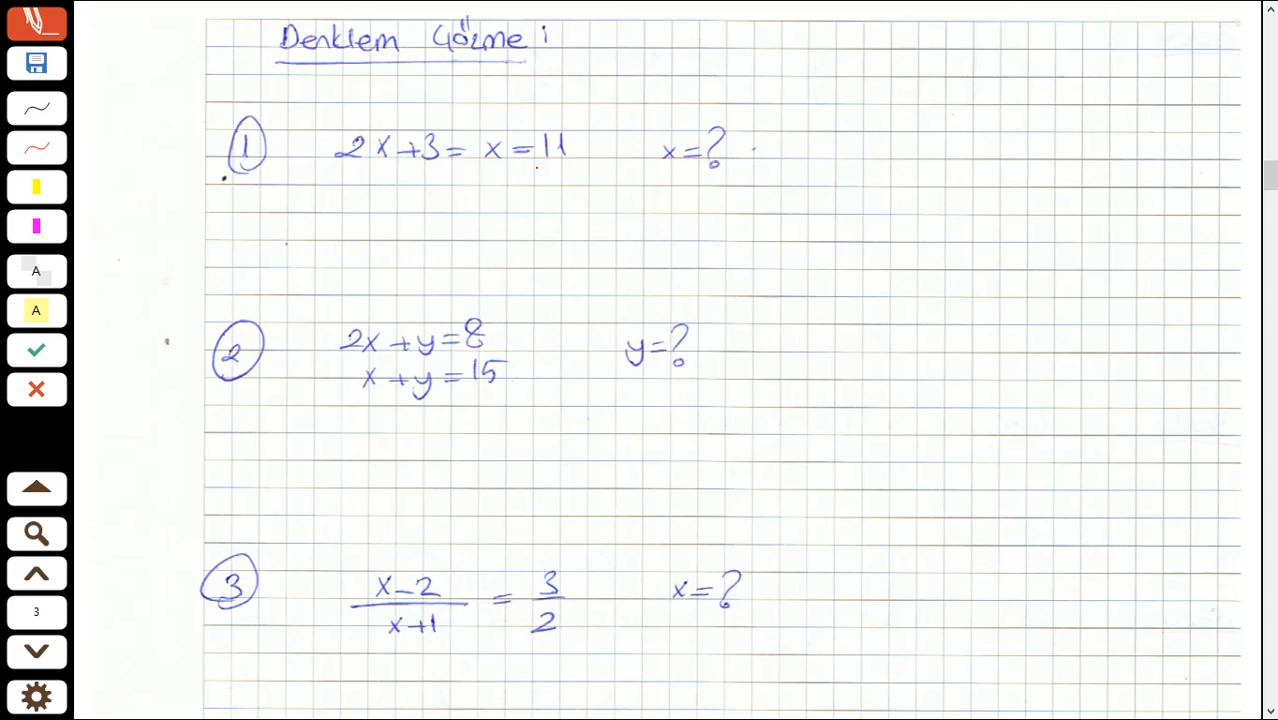 Denklem Çözme :
1 2x+3 = x = 11 x = ?
2 2x + y = 8 y = ?
x + y = 15
3 x-2 / x+1 = 3 / 2 x = ?
A
A
3